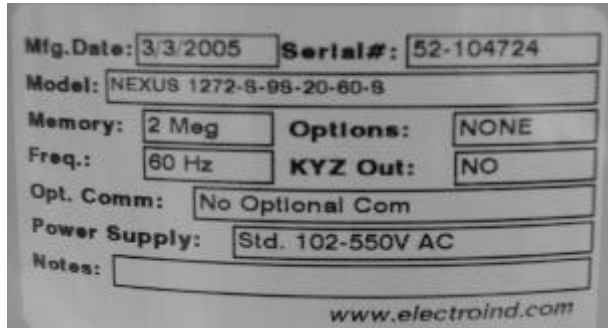 Mfg.Date: 3/3/2005 Serial#: 52-104724
Model: NEXUS 1272-S-9S-20-60-S
Memory: 2 Meg Options: NONE
Freq.: 60 Hz KYZ Out: NO
Opt. Comm: No Optional Com
Power Supply: Std. 102-550V AC
Notes:
www.electroind.com